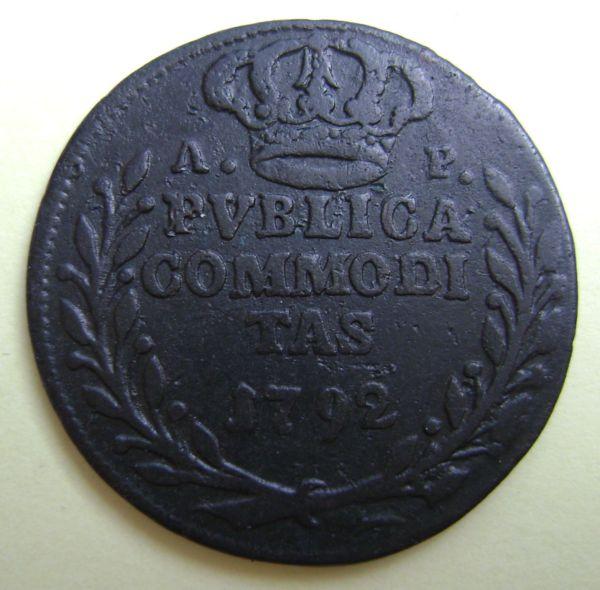 A. P.
PVBLICA
COMMODI
TAS
1792